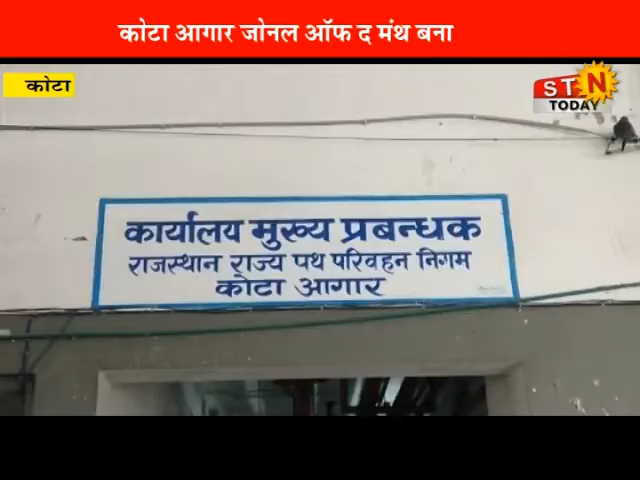 कोटा आगार जोनल ऑफ द मंथ बना
कोटा
STN
TODAY
कार्यालय मुख्य प्रबन्धक
राजस्थान राज्य पथ परिवहन निगम
कोटा आगार